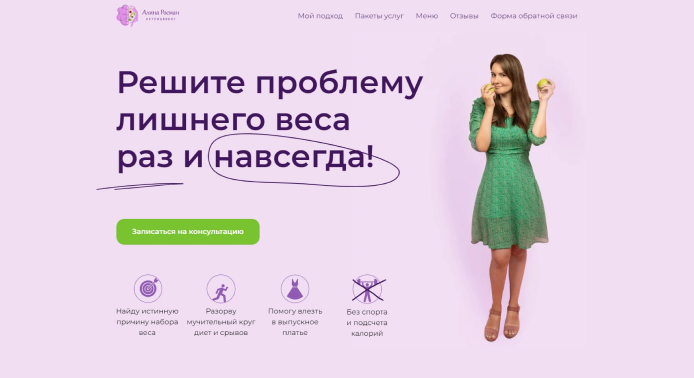 Алина Расман
НУТРИЦИОЛОГ
Мой подход
Пакеты услуг
Меню
Отзывы
Форма обратной связи
Решите проблему
лишнего веса
раз и навсегда!
Записаться на консультацию
Найду истинную
причину набора
веса
Разорву
мучительный круг
диет и срывов
Помогу влезть
в выпускное
платье
Без спорта
и подсчета
калорий